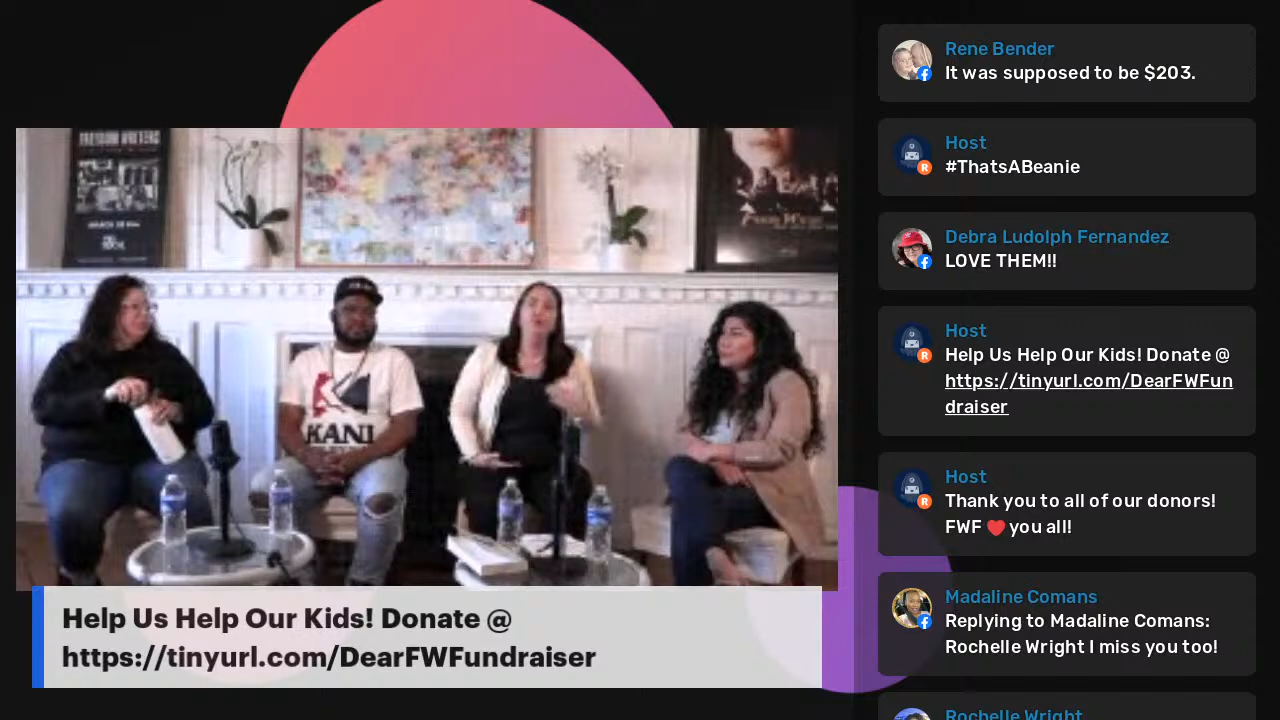 FREEDOM WRITERS
KANI
Help Us Help Our Kids! Donate @
https://tinyurl.com/DearFWFundraiser
Rene Bender
It was supposed to be $203.
Host
#ThatsABeanie
Debra Ludolph Fernandez
LOVE THEM!!
Host
Help Us Help Our Kids! Donate @
https://tinyurl.com/DearFWFun
draiser
Host
Thank you to all of our donors!
FWF ❤️ you all!
Madaline Comans
Replying to Madaline Comans:
Rochelle Wright I miss you too!
Rochelle Wright